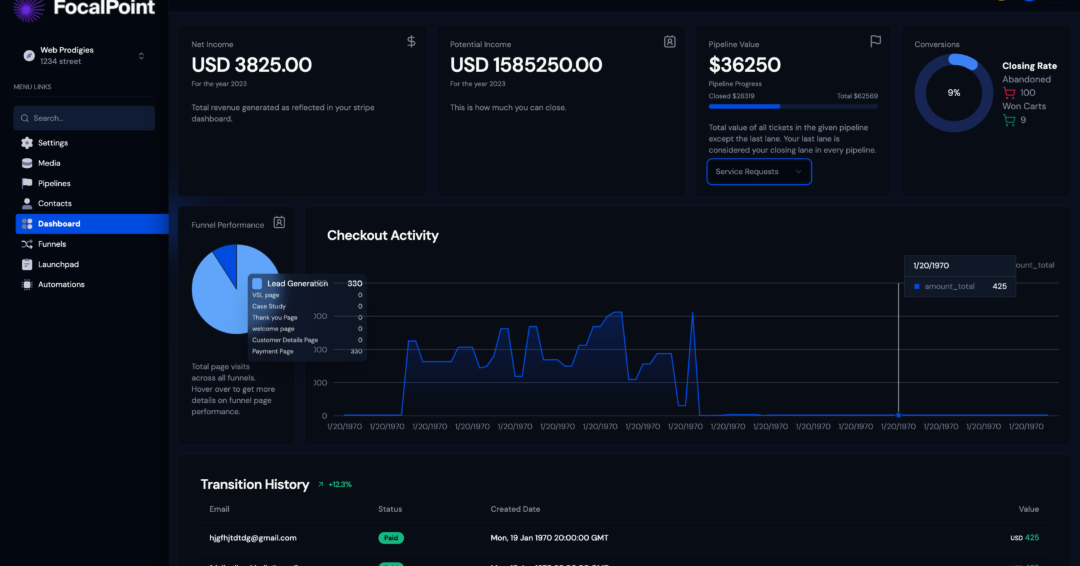 FocalPoint
Web Prodigies
1234 street
MENU LINKS
Search...
Settings
Media
Pipelines
Contacts
Dashboard
Funnels
Launchpad
Automations
Net Income
USD 3825.00
For the year 2023
Total revenue generated as reflected in your stripe
dashboard.
Potential Income
USD 1585250.00
For the year 2023
This is how much you can close.
Pipeline Value
$36250
Pipeline Progress
Closed $26319
Total $62569
Total value of all tickets in the given pipeline
except the last lane. Your last lane is
considered your closing lane in every pipeline.
Service Requests
Conversions
9%
Closing Rate
Abandoned
100
Won Carts
9
Funnel Performance
Lead Generation 330
VSL page 0
Case Study 0
Thank you Page 0
welcome page 0
Customer Details Page 0
Payment Page 330
Total page visits
across all funnels.
Hover over to get more
details on funnel page
performance.
Checkout Activity
1/20/1970
amount_total 425
ount_total
000
000
000
0
1/20/1970 1/20/1970 1/20/1970 1/20/1970 1/20/1970 1/20/1970 1/20/1970 1/20/1970 1/20/1970 1/20/1970 1/20/1970 1/20/1970 1/20/1970 1/20/1970 1/20/1970 1/20/1970 1/20/1970
Transition History +12.3%
Email Status Created Date Value
hjgfhjtdtdg@gmail.com Paid Mon, 19 Jan 1970 20:00:00 GMT USD 425